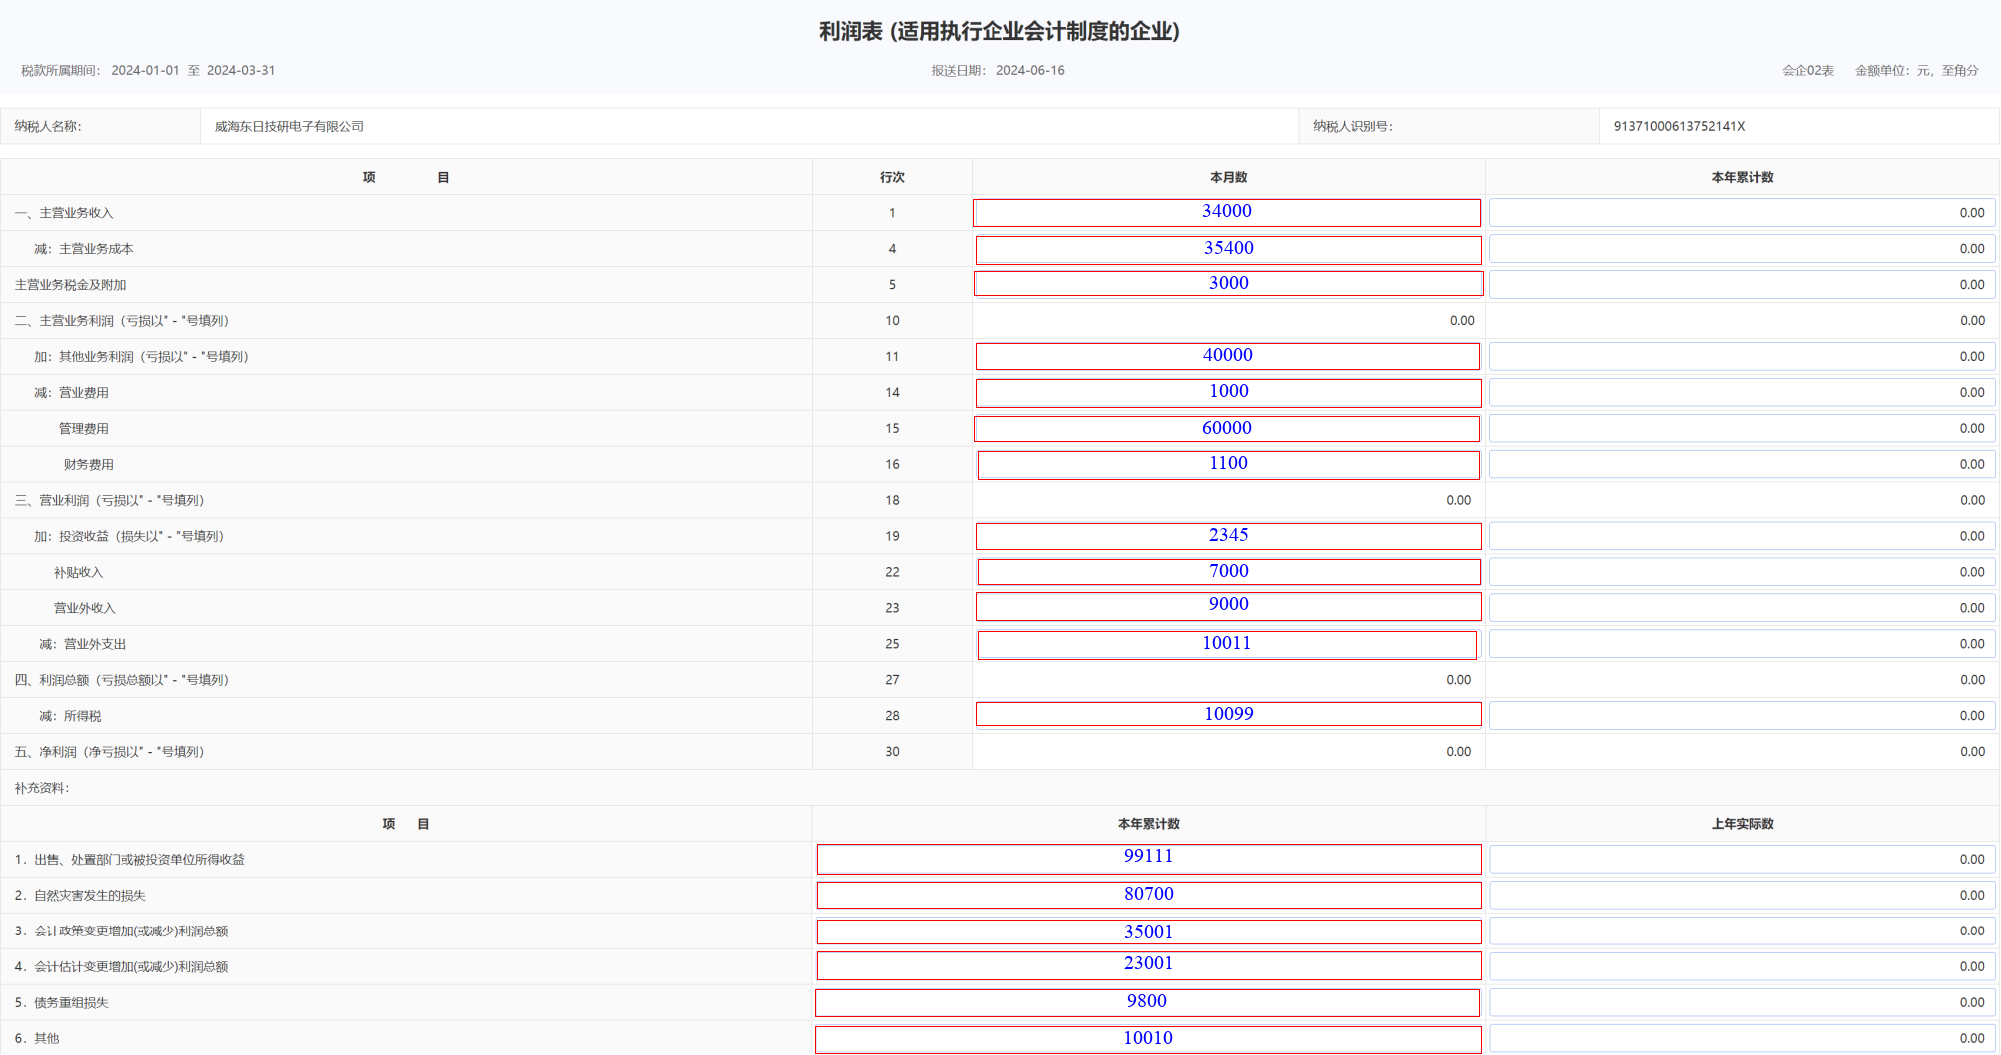 利润表 (适用执行企业会计制度的企业)
税款所属期间: 2024-01-01 至 2024-03-31 报送日期: 2024-06-16 会企02表 金额单位: 元, 至角分
纳税人名称: 威海东日技研电子有限公司 纳税人识别号: 91371000613752141X
项 目 行次 本月数 本年累计数
一、主营业务收入 1 34000 0.00
减: 主营业务成本 4 35400 0.00
主营业务税金及附加 5 3000 0.00
二、主营业务利润 (亏损以" - "号填列) 10 0.00 0.00
加: 其他业务利润 (亏损以" - "号填列) 11 40000 0.00
减: 营业费用 14 1000 0.00
管理费用 15 60000 0.00
财务费用 16 1100 0.00
三、营业利润 (亏损以" - "号填列) 18 0.00 0.00
加: 投资收益 (损失以" - "号填列) 19 2345 0.00
补贴收入 22 7000 0.00
营业外收入 23 9000 0.00
减: 营业外支出 25 10011 0.00
四、利润总额 (亏损总额以" - "号填列) 27 0.00 0.00
减: 所得税 28 10099 0.00
五、净利润 (净亏损以" - "号填列) 30 0.00 0.00
补充资料:
项 目 本年累计数 上年实际数
1. 出售、处置部门或被投资单位所得收益 99111 0.00
2. 自然灾害发生的损失 80700 0.00
3. 会计政策变更增加(或减少)利润总额 35001 0.00
4. 会计估计变更增加(或减少)利润总额 23001 0.00
5. 债务重组损失 9800 0.00
6. 其他 10010 0.00